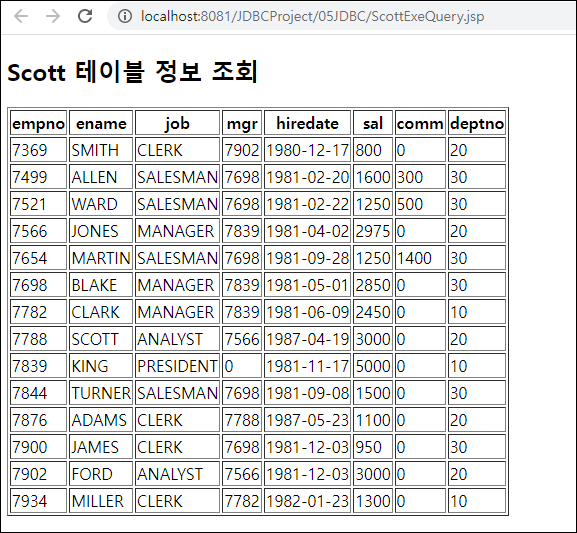 localhost:8081/JDBCProject/05JDBC/ScottExeQuery.jsp
Scott 테이블 정보 조회
empno ename job mgr hiredate sal comm deptno
7369 SMITH CLERK 7902 1980-12-17 800 0 20
7499 ALLEN SALESMAN 7698 1981-02-20 1600 300 30
7521 WARD SALESMAN 7698 1981-02-22 1250 500 30
7566 JONES MANAGER 7839 1981-04-02 2975 0 20
7654 MARTIN SALESMAN 7698 1981-09-28 1250 1400 30
7698 BLAKE MANAGER 7839 1981-05-01 2850 0 30
7782 CLARK MANAGER 7839 1981-06-09 2450 0 10
7788 SCOTT ANALYST 7566 1987-04-19 3000 0 20
7839 KING PRESIDENT 0 1981-11-17 5000 0 10
7844 TURNER SALESMAN 7698 1981-09-08 1500 0 30
7876 ADAMS CLERK 7788 1987-05-23 1100 0 20
7900 JAMES CLERK 7698 1981-12-03 950 0 30
7902 FORD ANALYST 7566 1981-12-03 3000 0 20
7934 MILLER CLERK 7782 1982-01-23 1300 0 10